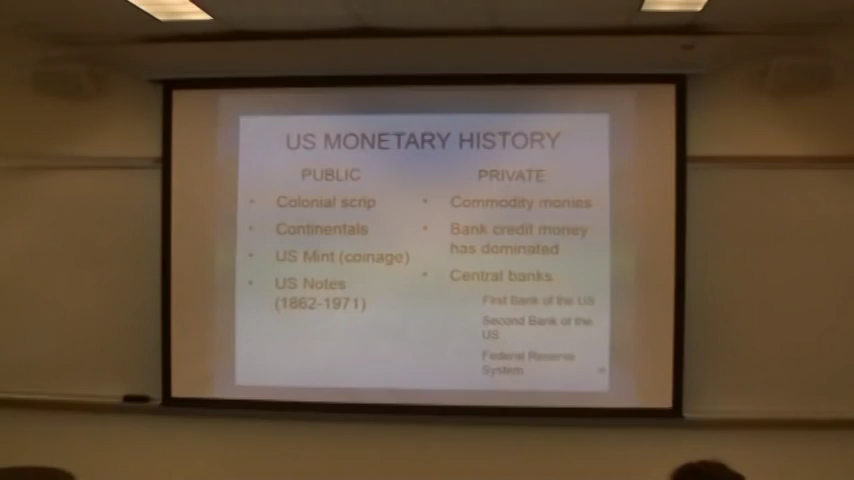 US MONETARY HISTORY
PUBLIC
• Colonial scrip
• Continentals
• US Mint (coinage)
• US Notes
(1862-1971)
PRIVATE
• Commodity monies
• Bank credit money
has dominated
• Central banks
First Bank of the US
Second Bank of the
US
Federal Reserve
System